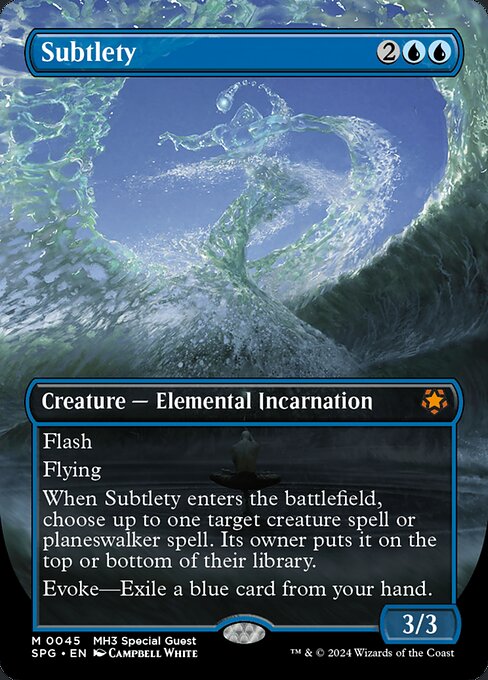 Subtlety 2
Creature — Elemental Incarnation
Flash
Flying
When Subtlety enters the battlefield,
choose up to one target creature spell or
planeswalker spell. Its owner puts it on the
top or bottom of their library.
Evoke—Exile a blue card from your hand.
3/3
M 0045 MH3 Special Guest
SPG • EN Campbell White ™ & © 2024 Wizards of the Coast